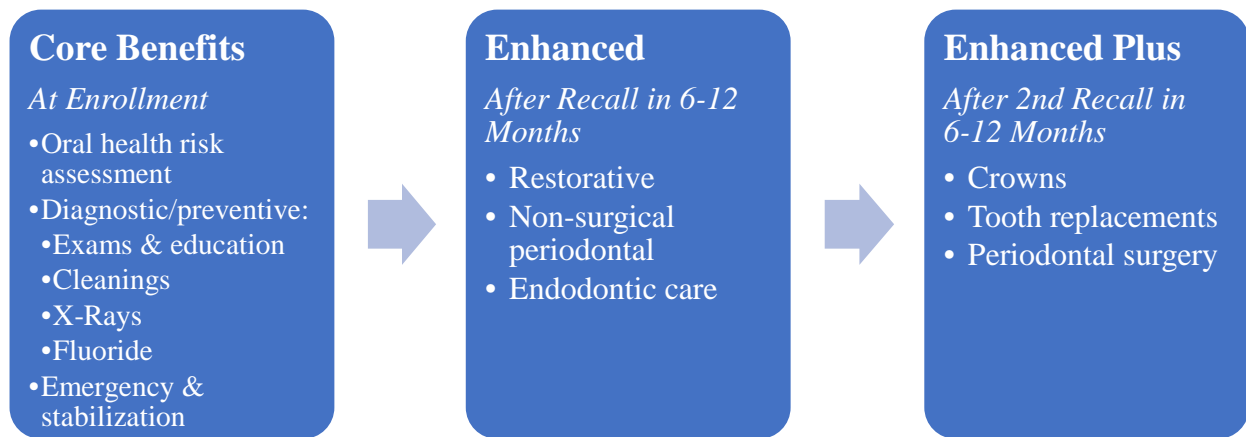 Core Benefits
At Enrollment
•Oral health risk
assessment
•Diagnostic/preventive:
•Exams & education
•Cleanings
•X-Rays
•Fluoride
•Emergency &
stabilization
Enhanced
After Recall in 6-12
Months
• Restorative
• Non-surgical
periodontal
• Endodontic care
Enhanced Plus
After 2nd Recall in
6-12 Months
• Crowns
• Tooth replacements
• Periodontal surgery